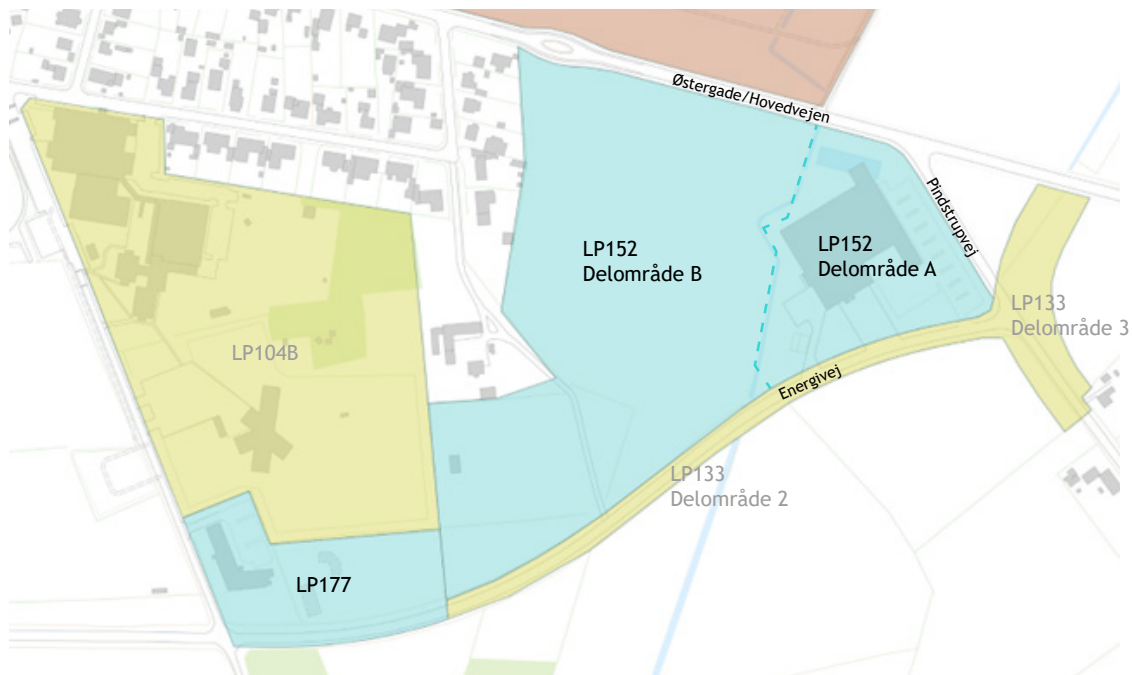 Østergade/Hovedvejen
Pindstrupvej
LP152
Delområde B
LP152
Delområde A
LP133
Delområde 3
LP104B
Energivej
LP133
Delområde 2
LP177